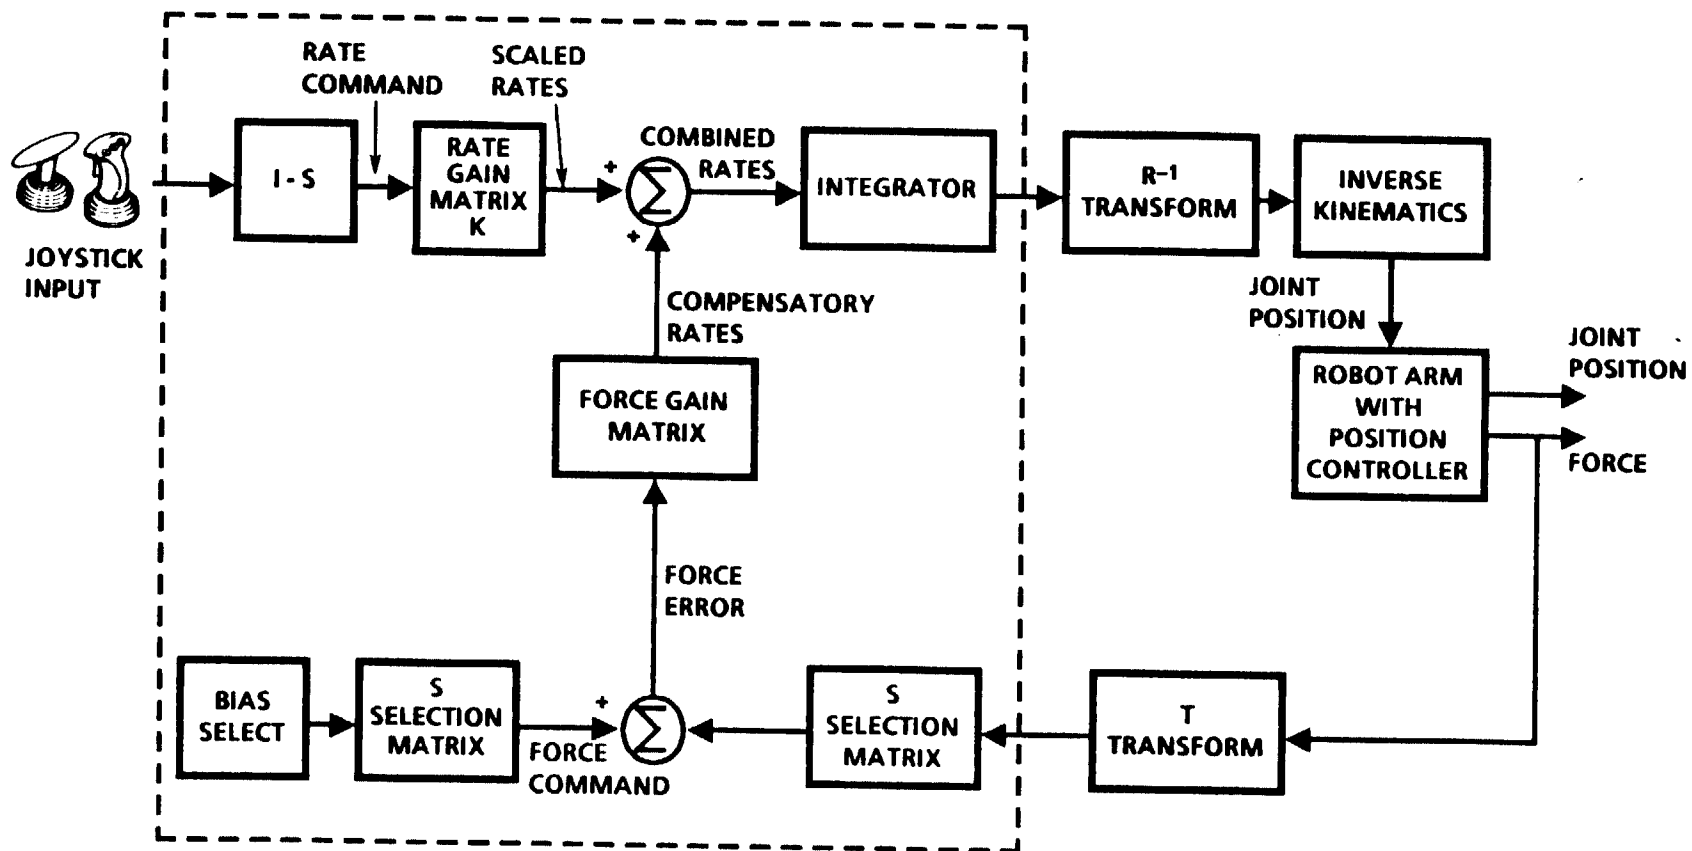 RATE
COMMAND
SCALED
RATES
JOYSTICK
INPUT
I - S
RATE
GAIN
MATRIX
K
+
Σ
+
COMBINED
RATES
INTEGRATOR
R⁻¹
TRANSFORM
INVERSE
KINEMATICS
JOINT
POSITION
ROBOT ARM
WITH
POSITION
CONTROLLER
JOINT
POSITION
FORCE
COMPENSATORY
RATES
FORCE GAIN
MATRIX
FORCE
ERROR
BIAS
SELECT
S
SELECTION
MATRIX
+
FORCE
COMMAND
Σ
S
SELECTION
MATRIX
T
TRANSFORM